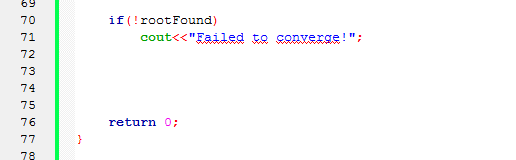 69
70 if(!rootFound)
71 cout<<"Failed to converge!";
72
73
74
75
76 return 0;
77 }
78